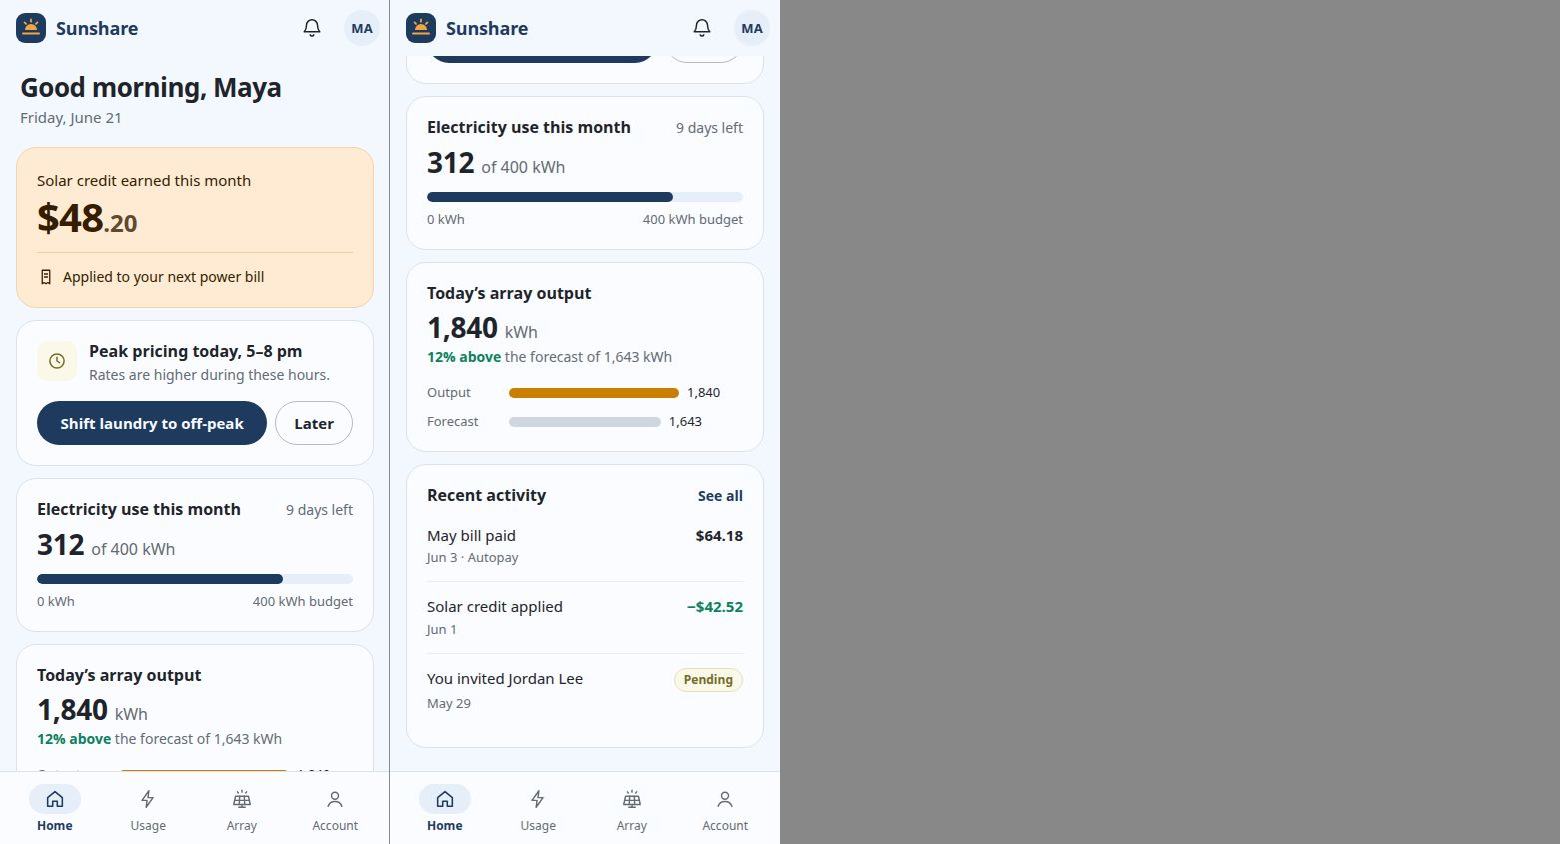 Sunshare
MA
Good morning, Maya
Friday, June 21
Solar credit earned this month
$48.20
Applied to your next power bill
Peak pricing today, 5–8 pm
Rates are higher during these hours.
Shift laundry to off-peak
Later
Electricity use this month
9 days left
312 of 400 kWh
0 kWh
400 kWh budget
Today’s array output
1,840 kWh
12% above the forecast of 1,643 kWh
Home
Usage
Array
Account
Sunshare
MA
Electricity use this month
9 days left
312 of 400 kWh
0 kWh
400 kWh budget
Today’s array output
1,840 kWh
12% above the forecast of 1,643 kWh
Output
1,840
Forecast
1,643
Recent activity
See all
May bill paid
$64.18
Jun 3 · Autopay
Solar credit applied
−$42.52
Jun 1
You invited Jordan Lee
Pending
May 29
Home
Usage
Array
Account